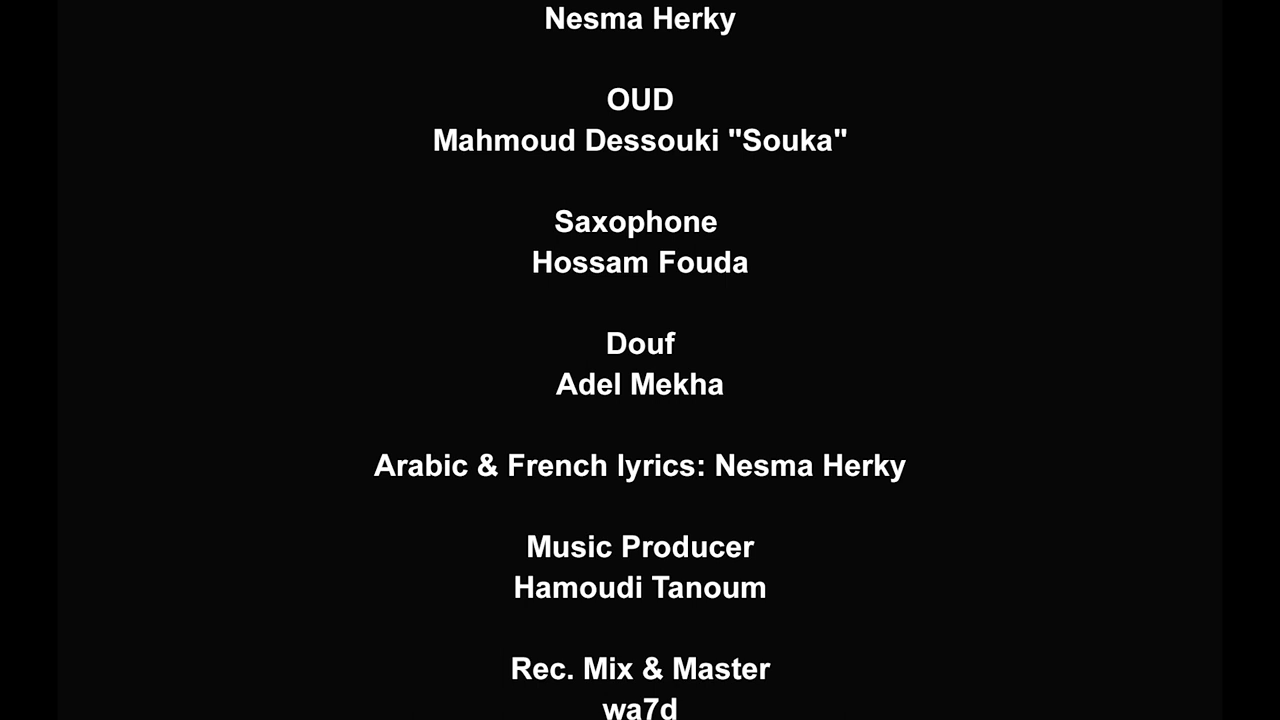 Nesma Herky
OUD
Mahmoud Dessouki "Souka"
Saxophone
Hossam Fouda
Douf
Adel Mekha
Arabic & French lyrics: Nesma Herky
Music Producer
Hamoudi Tanoum
Rec. Mix & Master
wa7d